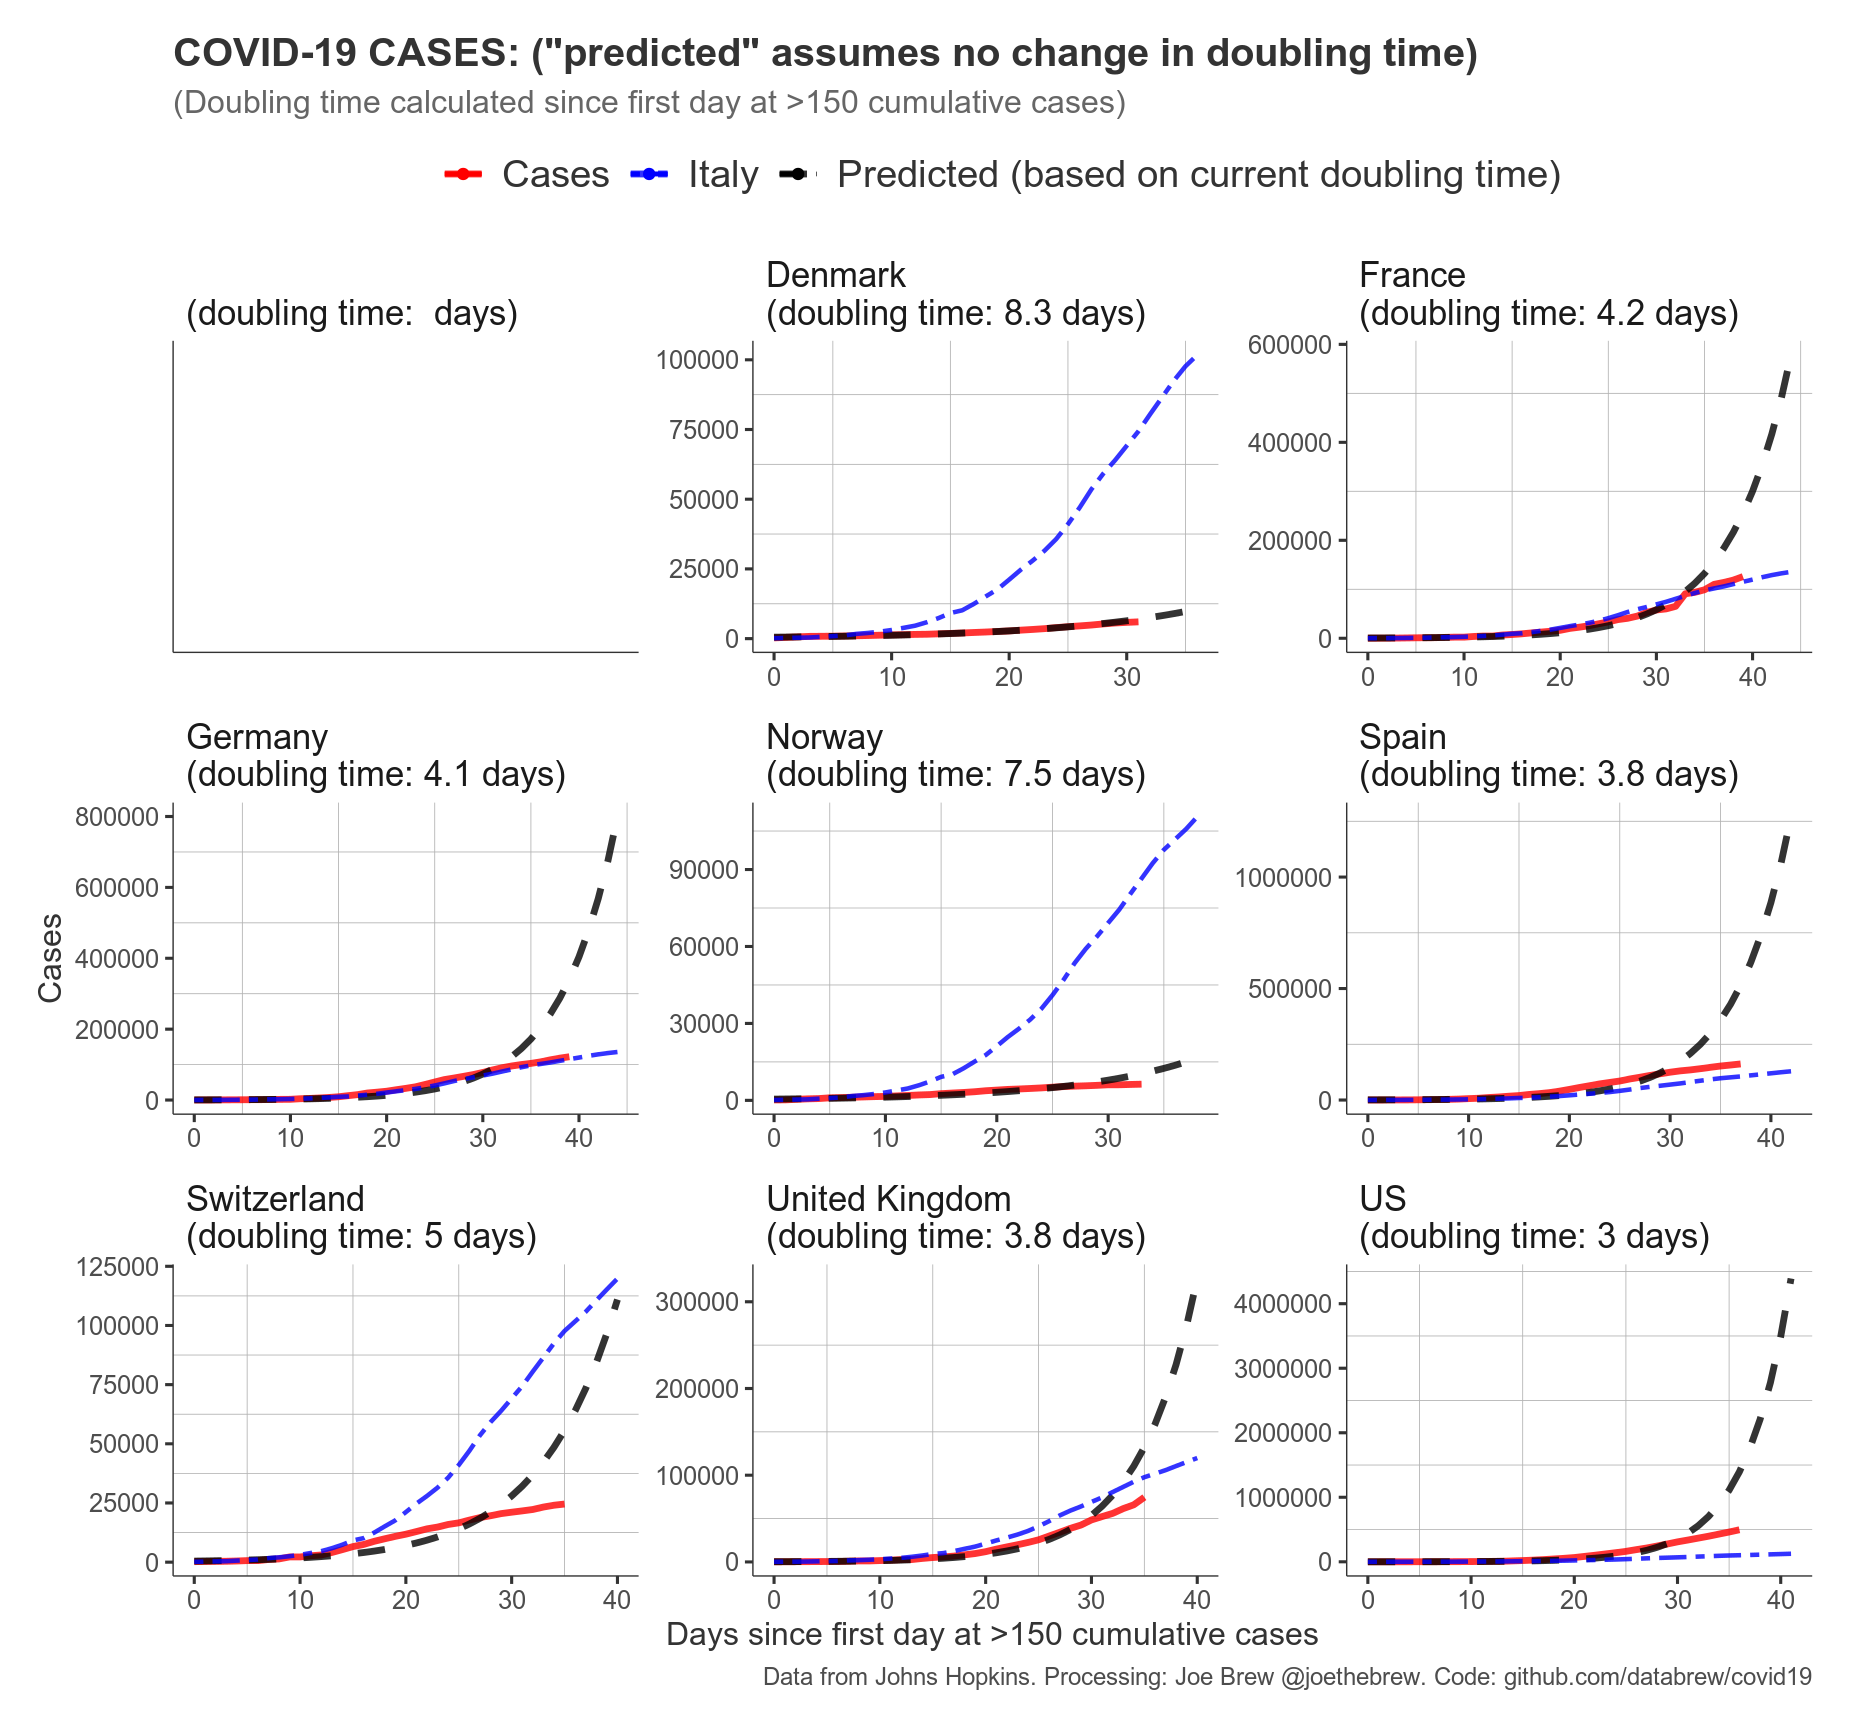 COVID-19 CASES: ("predicted" assumes no change in doubling time)
(Doubling time calculated since first day at >150 cumulative cases)
Cases Italy Predicted (based on current doubling time)
(doubling time:  days)
Denmark
(doubling time: 8.3 days)
100000
75000
50000
25000
0
0 10 20 30
France
(doubling time: 4.2 days)
600000
400000
200000
0
0 10 20 30 40
Cases
Germany
(doubling time: 4.1 days)
800000
600000
400000
200000
0
0 10 20 30 40
Norway
(doubling time: 7.5 days)
90000
60000
30000
0
0 10 20 30
Spain
(doubling time: 3.8 days)
1000000
500000
0
0 10 20 30 40
Switzerland
(doubling time: 5 days)
125000
100000
75000
50000
25000
0
0 10 20 30 40
United Kingdom
(doubling time: 3.8 days)
300000
200000
100000
0
0 10 20 30 40
US
(doubling time: 3 days)
4000000
3000000
2000000
1000000
0
0 10 20 30 40
Days since first day at >150 cumulative cases
Data from Johns Hopkins. Processing: Joe Brew @joethebrew. Code: github.com/databrew/covid19